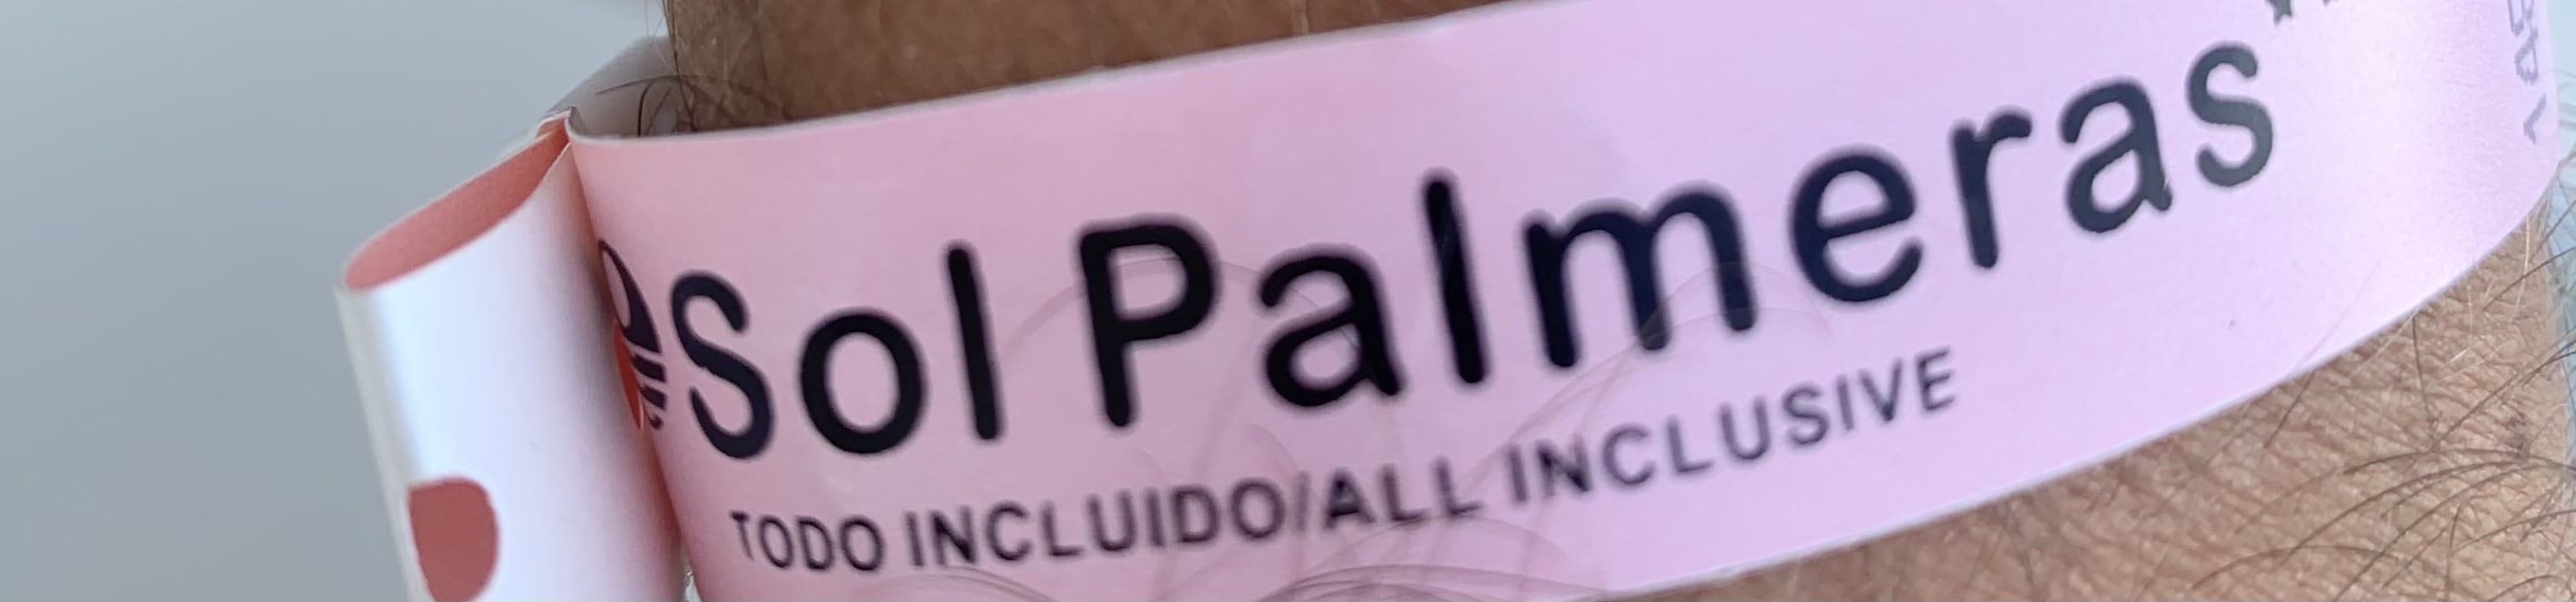 Sol Palmeras
TODO INCLUIDO/ALL INCLUSIVE